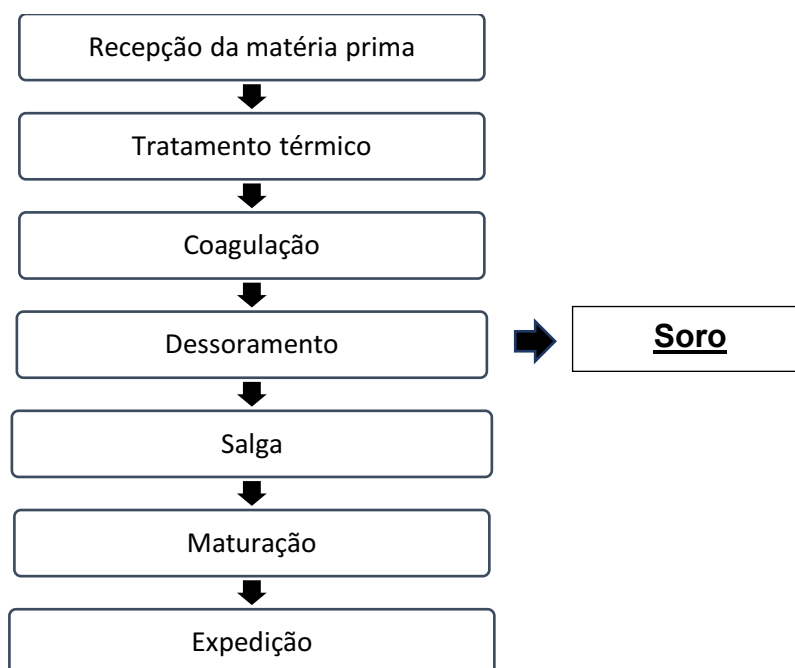 Recepção da matéria prima
Tratamento térmico
Coagulação
Dessoramento
Soro
Salga
Maturação
Expedição